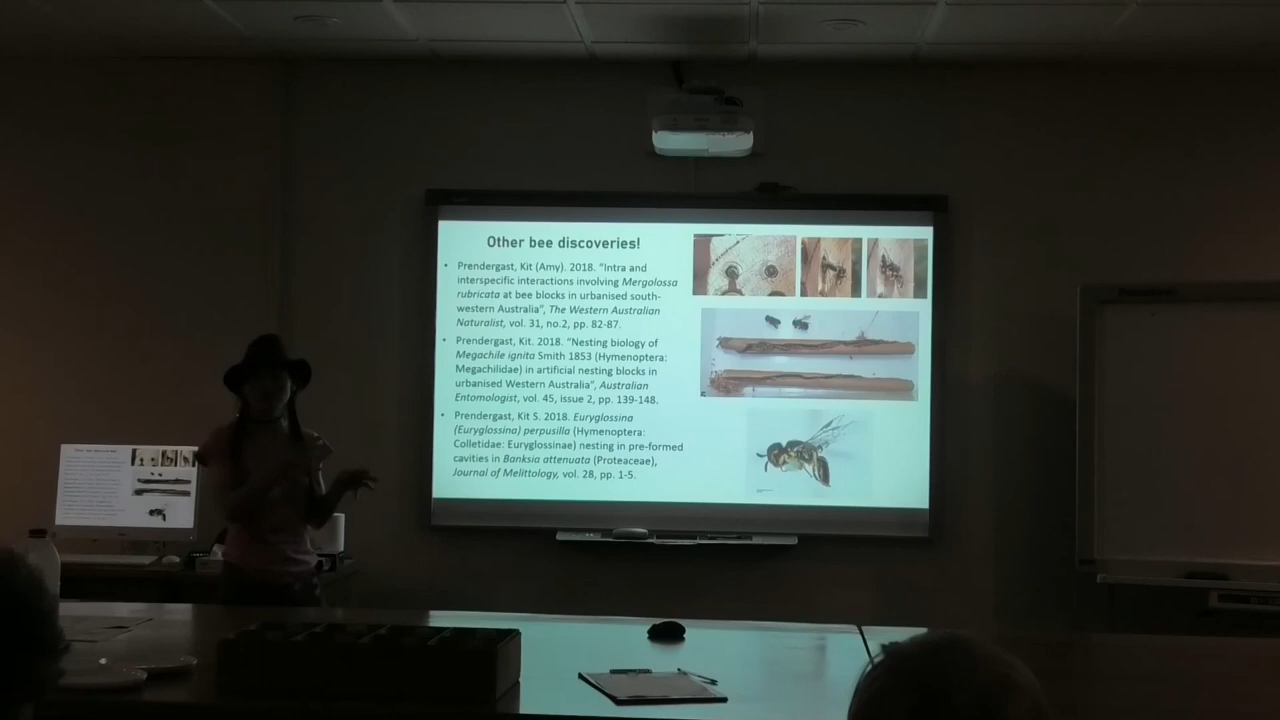 Other bee discoveries!
• Prendergast, Kit (Amy). 2018. "Intra and
interspecific interactions involving Mergolossa
rubricata at bee blocks in urbanised south-
western Australia", The Western Australian
Naturalist, vol. 31, no.2, pp. 82-87.
• Prendergast, Kit. 2018. "Nesting biology of
Megachile ignita Smith 1853 (Hymenoptera:
Megachilidae) in artificial nesting blocks in
urbanised Western Australia", Australian
Entomologist, vol. 45, issue 2, pp. 139-148.
• Prendergast, Kit S. 2018. Euryglossina
(Euryglossina) perpusilla (Hymenoptera:
Colletidae: Euryglossinae) nesting in pre-formed
cavities in Banksia attenuata (Proteaceae),
Journal of Melittology, vol. 28, pp. 1-5.
Other bee discoveries!